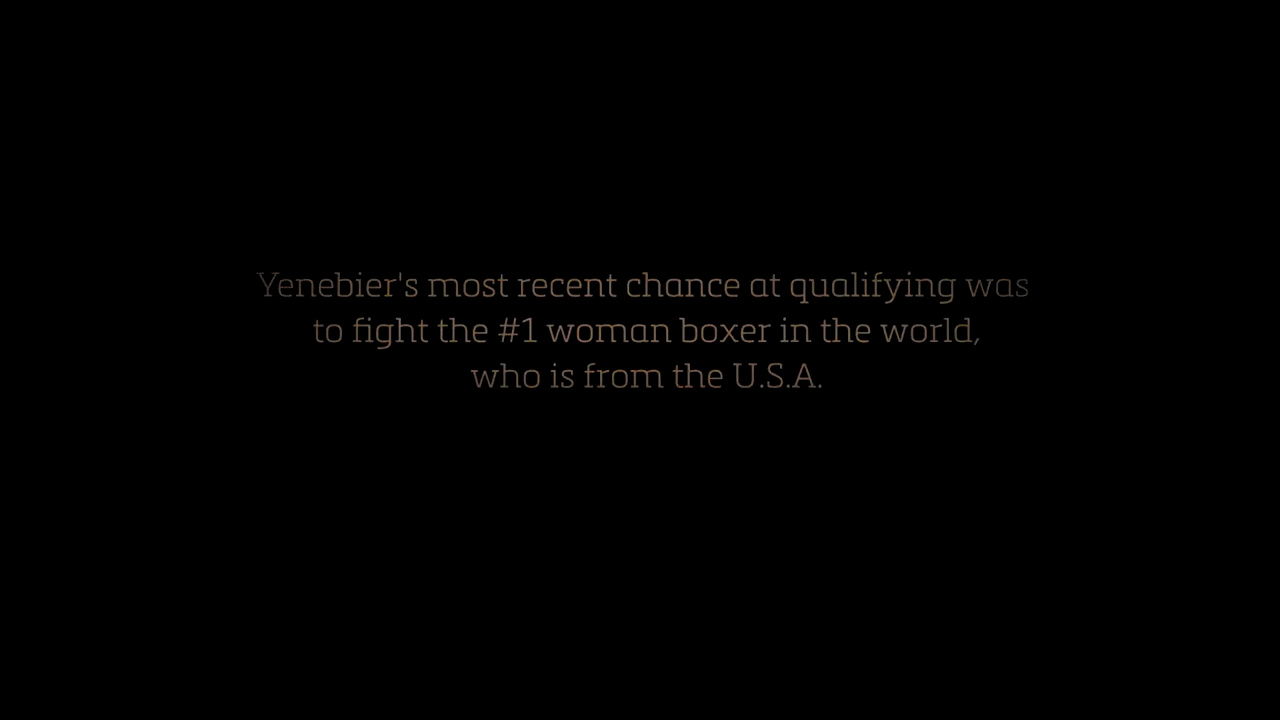 Yenebier's most recent chance at qualifying was
to fight the #1 woman boxer in the world,
who is from the U.S.A.